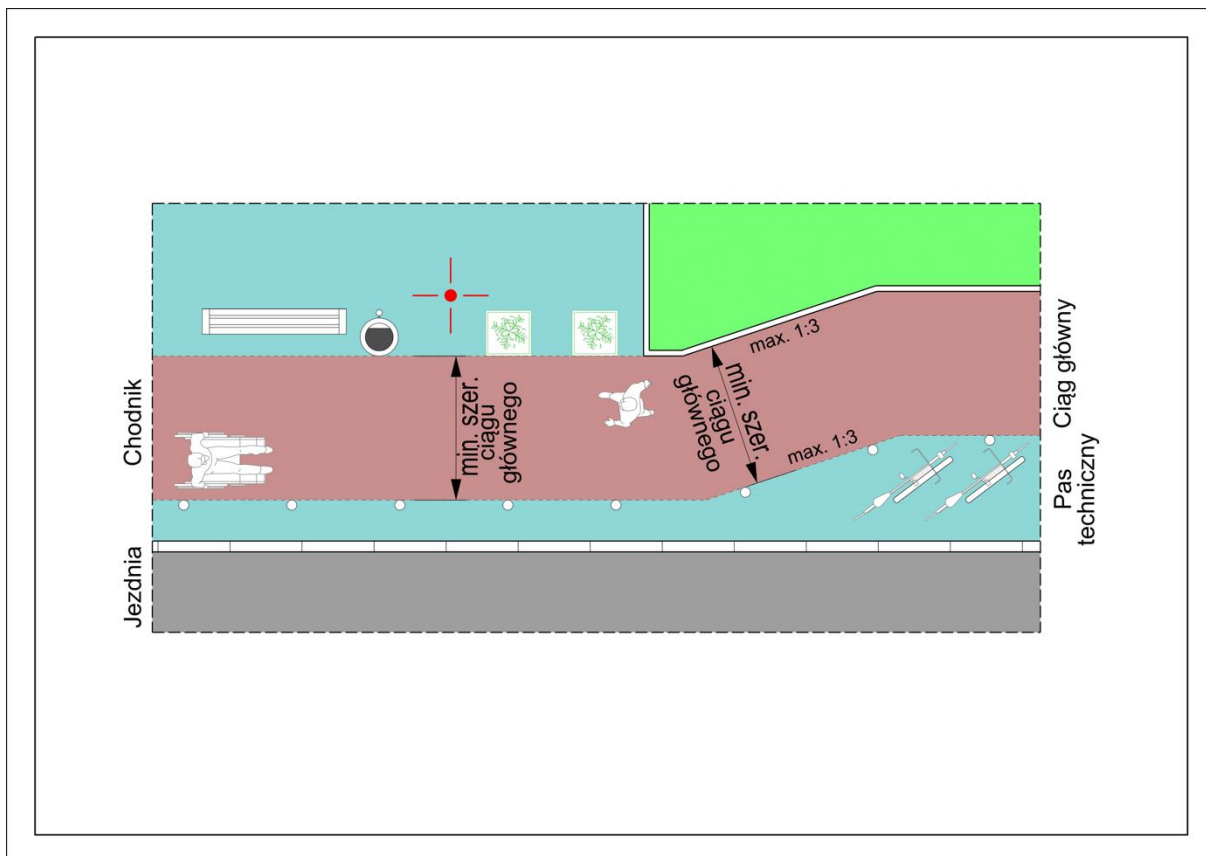 Chodnik
Jezdnia
min. szer.
ciągu
głównego
min. szer.
ciągu
głównego
max. 1:3
max. 1:3
Ciąg główny
Pas
techniczny